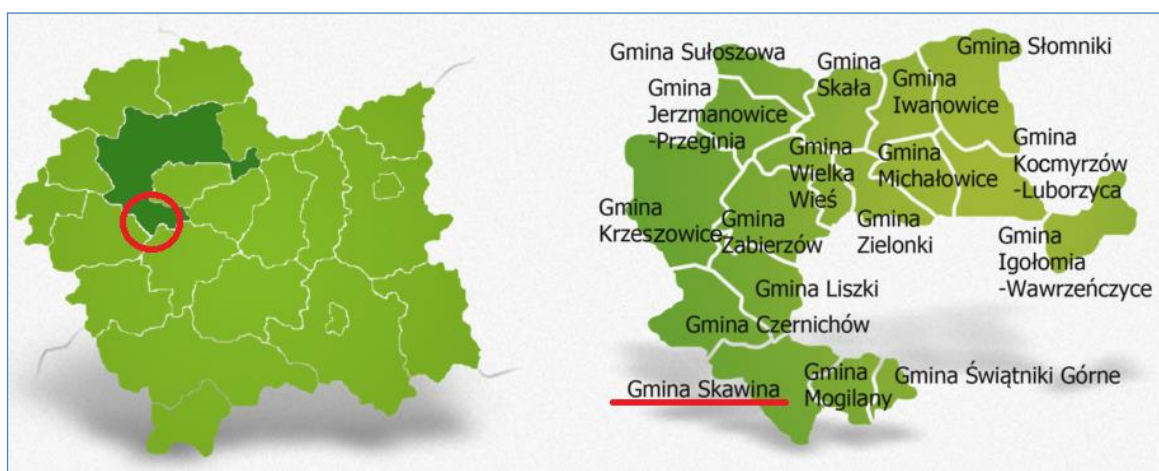 Gmina Sułoszowa
Gmina
Skała
Gmina Słomniki
Gmina
Jerzmanowice
-Przeginia
Gmina
Iwanowice
Gmina
Wielka
Wieś
Gmina
Michałowice
Gmina
Kocmyrzów
-Luborzyca
Gmina
Krzeszowice
Gmina
Zabierzów
Gmina
Zielonki
Gmina
Igołomia
-Wawrzeńczyce
Gmina Liszki
Gmina Czernichów
Gmina Skawina
Gmina
Mogilany
Gmina Świątniki Górne